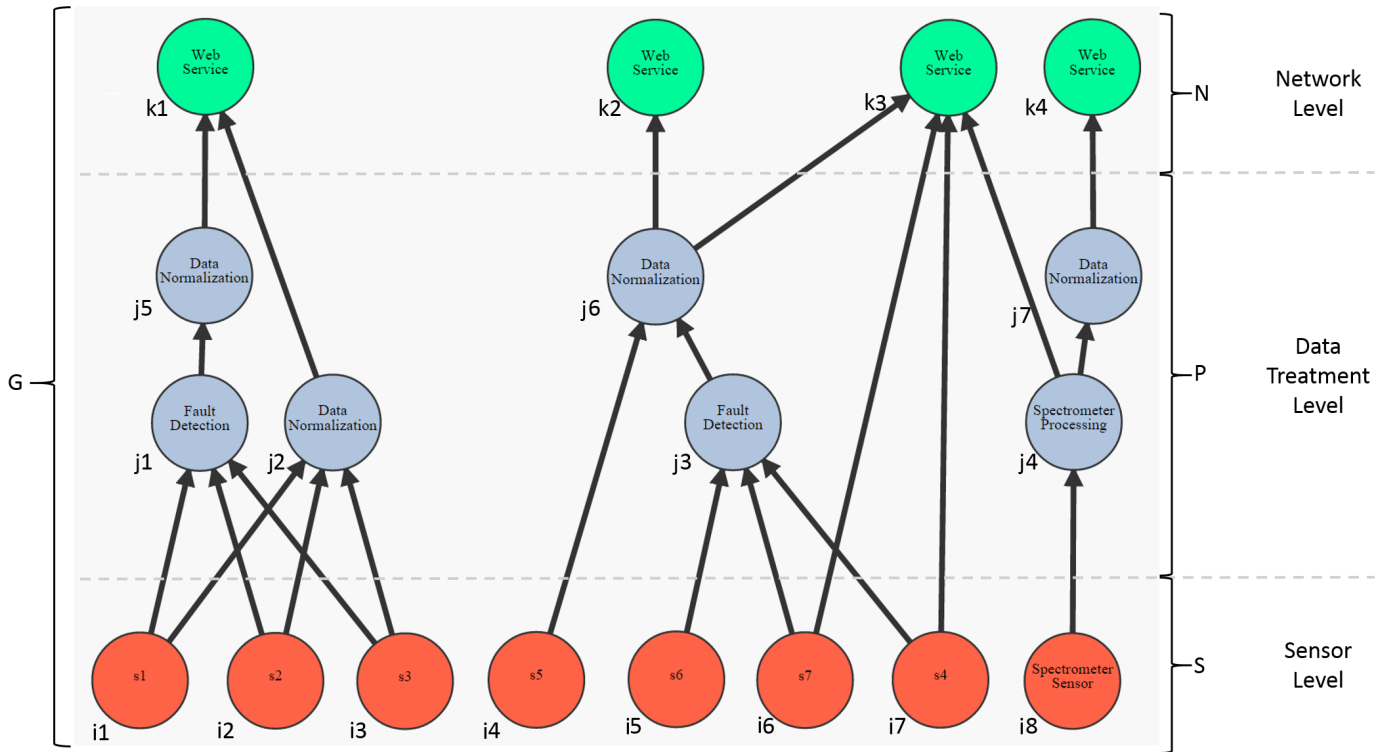 Web
Service
k1
Web
Service
k2
Web
Service
k3
Web
Service
k4
N
Network
Level
Data
Normalization
j5
Data
Normalization
j6
Data
Normalization
j7
G
P
Data
Treatment
Level
Fault
Detection
j1
Data
Normalization
j2
Fault
Detection
j3
Spectrometer
Processing
j4
s1
i1
s2
i2
s3
i3
s5
i4
s6
i5
s7
i6
s4
i7
Spectrometer
Sensor
i8
S
Sensor
Level